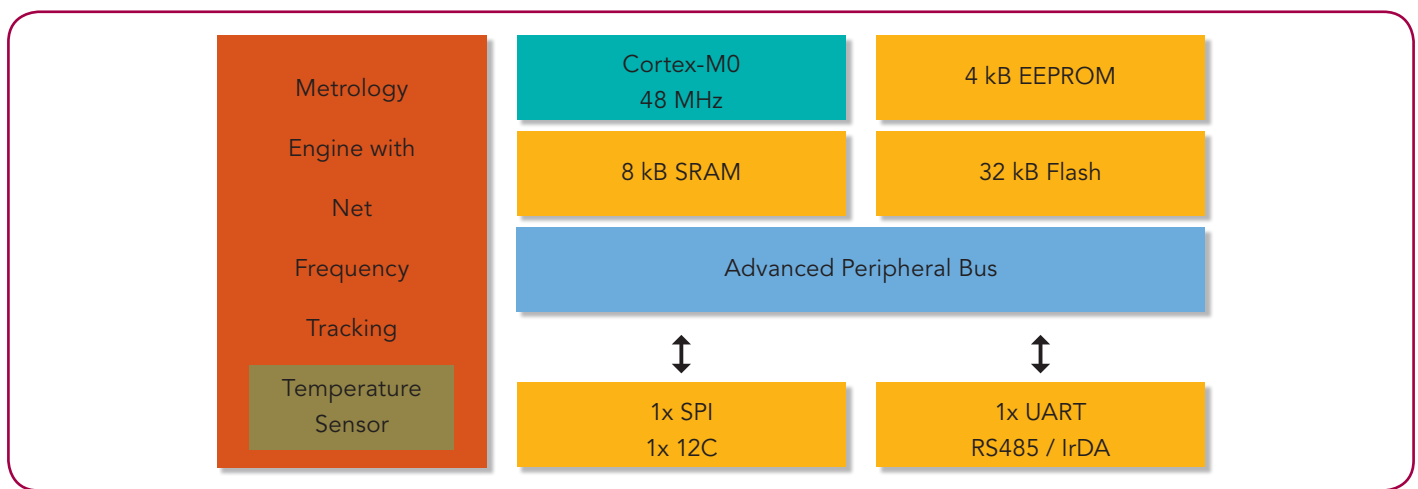 Metrology
Engine with
Net
Frequency
Tracking
Temperature
Sensor
Cortex-M0
48 MHz
4 kB EEPROM
8 kB SRAM
32 kB Flash
Advanced Peripheral Bus
1x SPI
1x 12C
1x UART
RS485 / IrDA